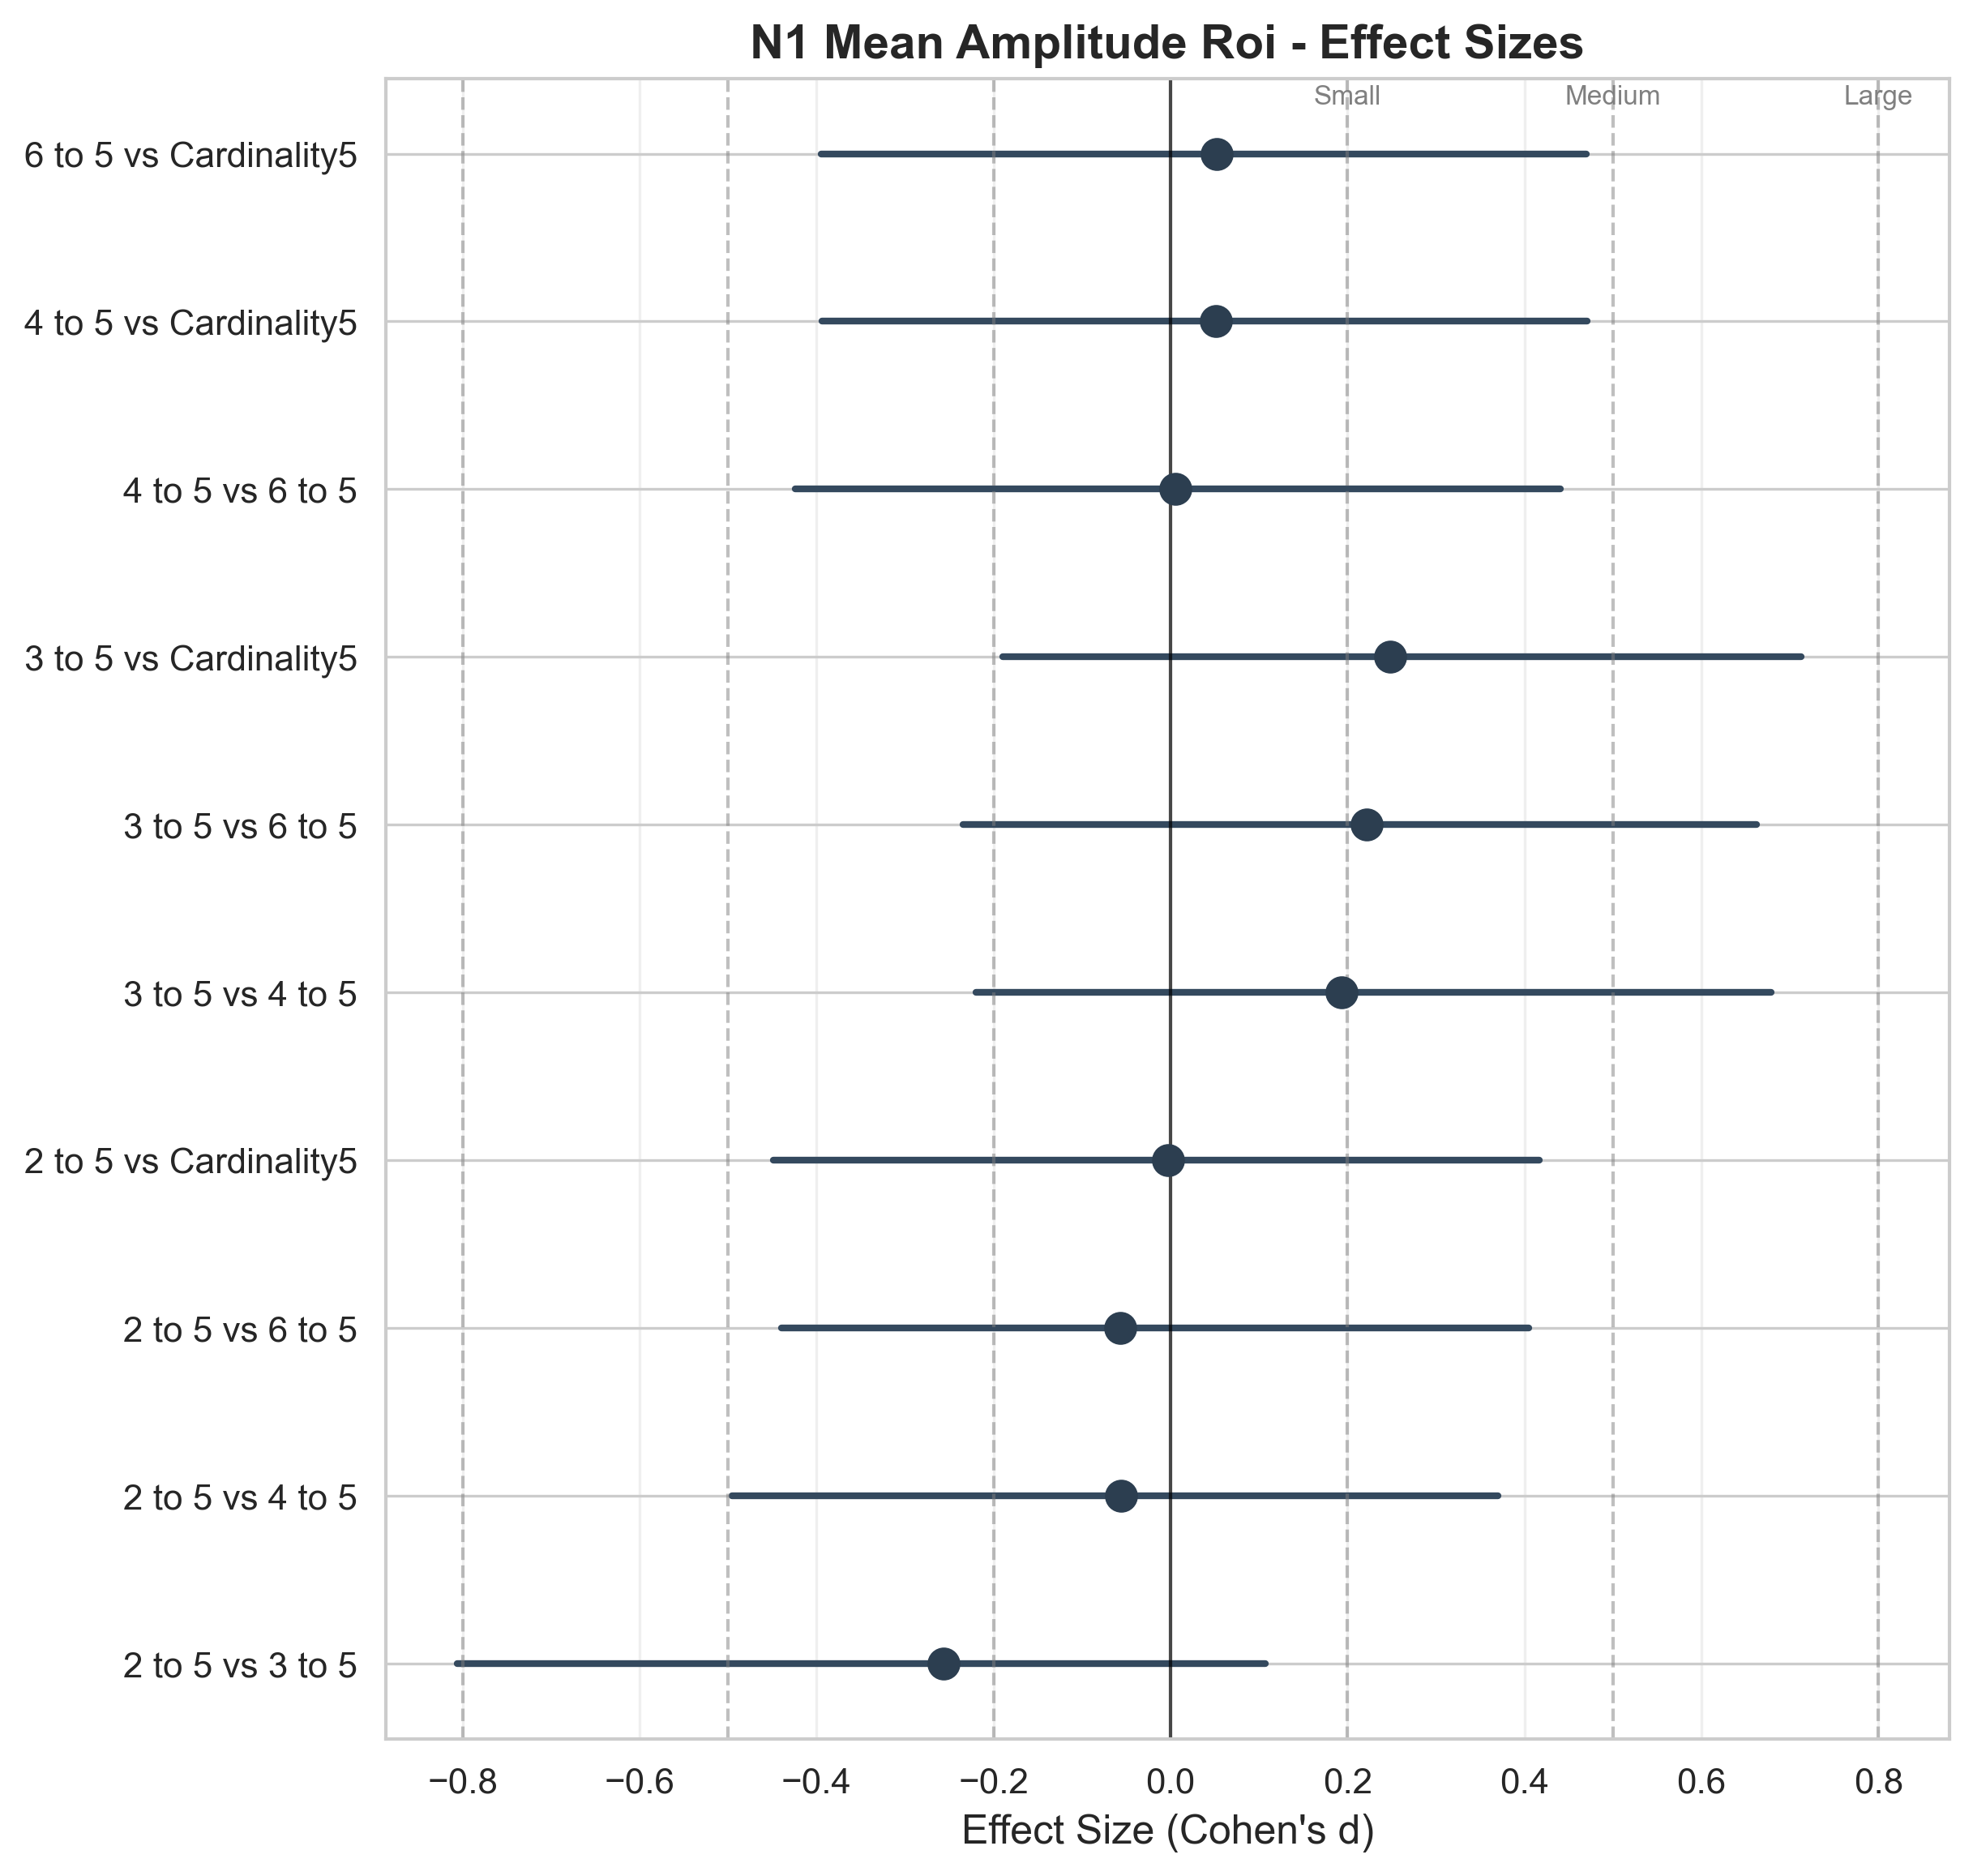 N1 Mean Amplitude Roi - Effect Sizes
Small Medium Large
6 to 5 vs Cardinality5
4 to 5 vs Cardinality5
4 to 5 vs 6 to 5
3 to 5 vs Cardinality5
3 to 5 vs 6 to 5
3 to 5 vs 4 to 5
2 to 5 vs Cardinality5
2 to 5 vs 6 to 5
2 to 5 vs 4 to 5
2 to 5 vs 3 to 5
−0.8 −0.6 −0.4 −0.2 0.0 0.2 0.4 0.6 0.8
Effect Size (Cohen's d)